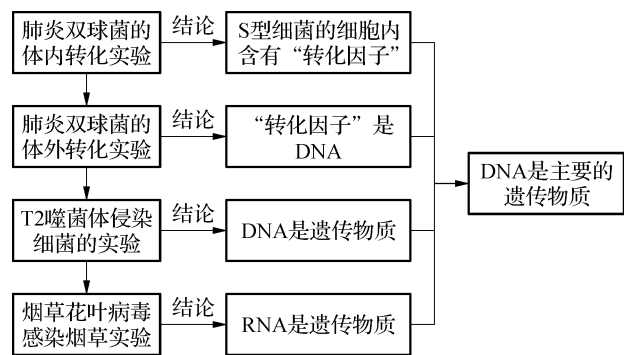 肺炎双球菌的
体内转化实验
结论
S型细菌的细胞内
含有“转化因子”
肺炎双球菌的
体外转化实验
结论
“转化因子”是
DNA
T2噬菌体侵染
细菌的实验
结论
DNA是遗传物质
烟草花叶病毒
感染烟草实验
结论
RNA是遗传物质
DNA是主要的
遗传物质